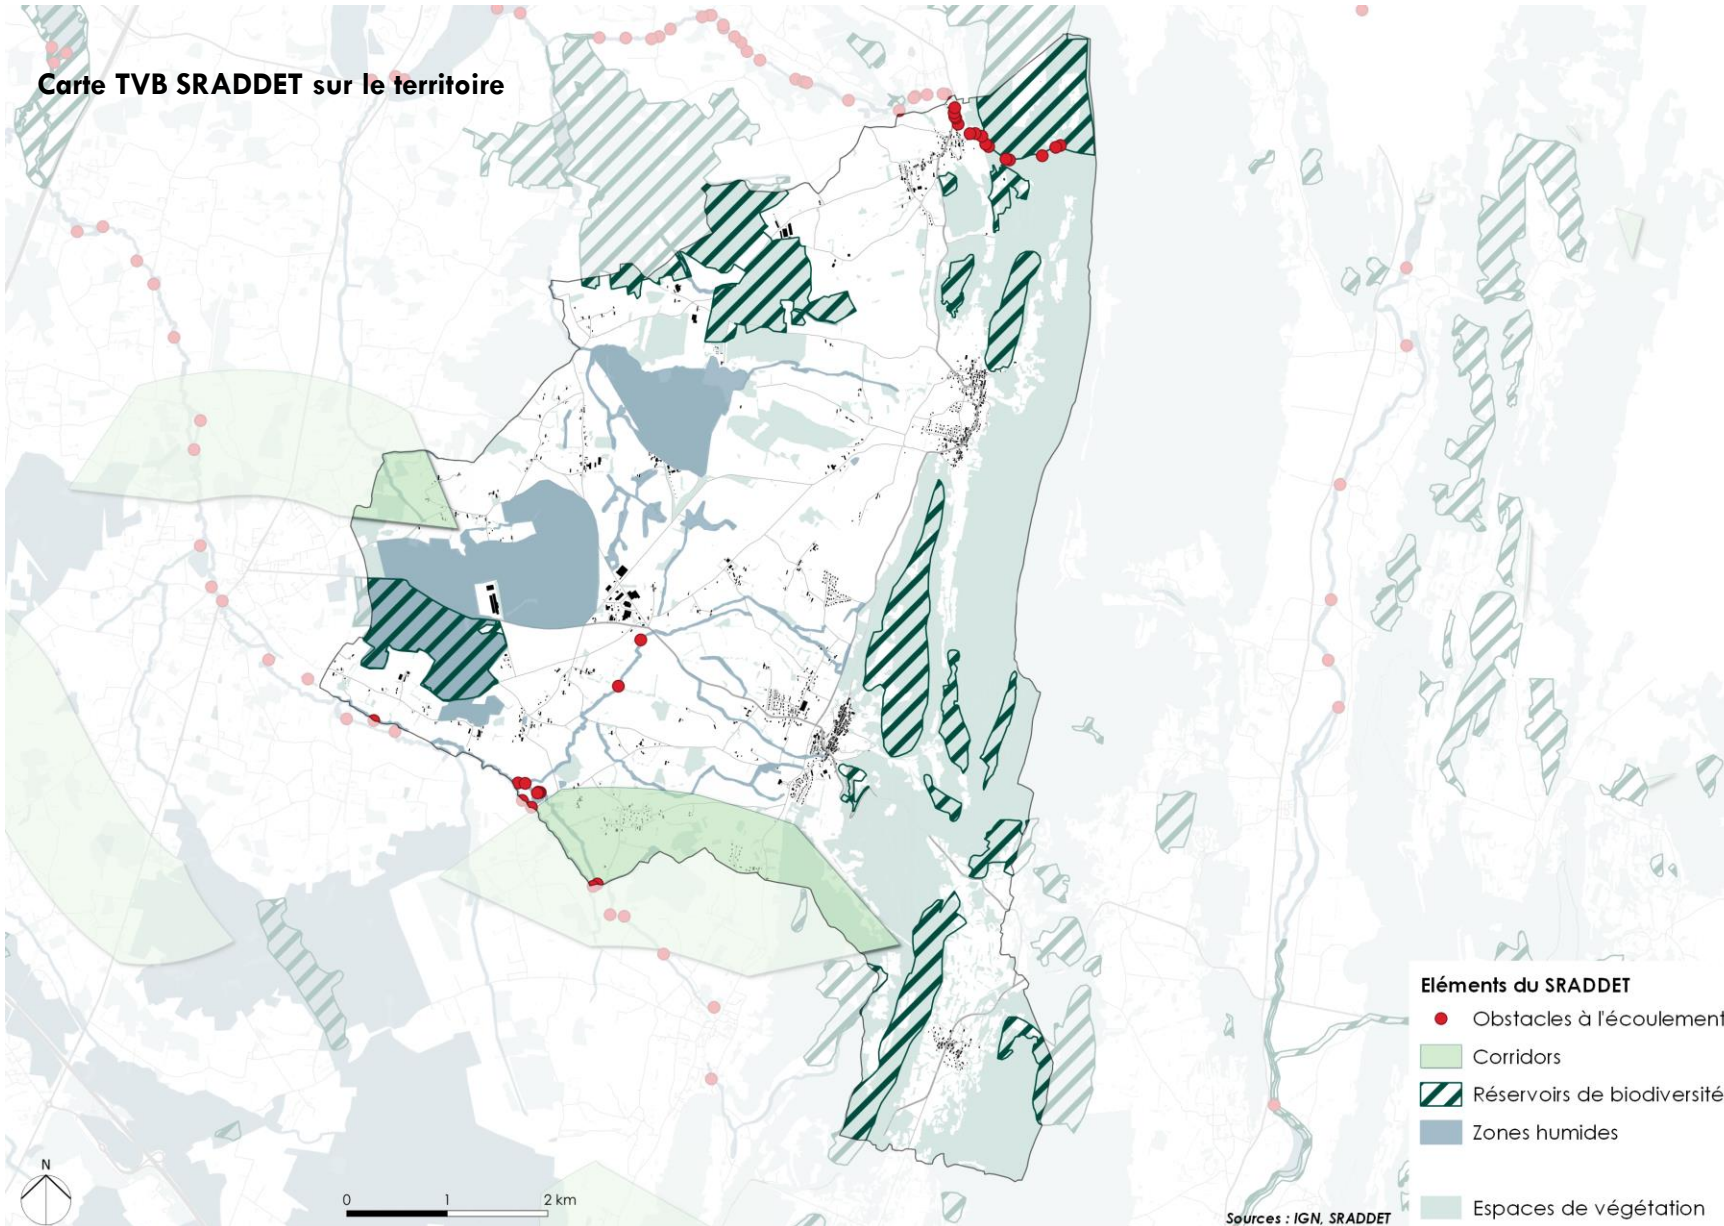 Carte TVB SRADDET sur le territoire
Eléments du SRADDET
Obstacles à l'écoulement
Corridors
Réservoirs de biodiversité
Zones humides
Espaces de végétation
N
0 1 2 km
Sources : IGN, SRADDET